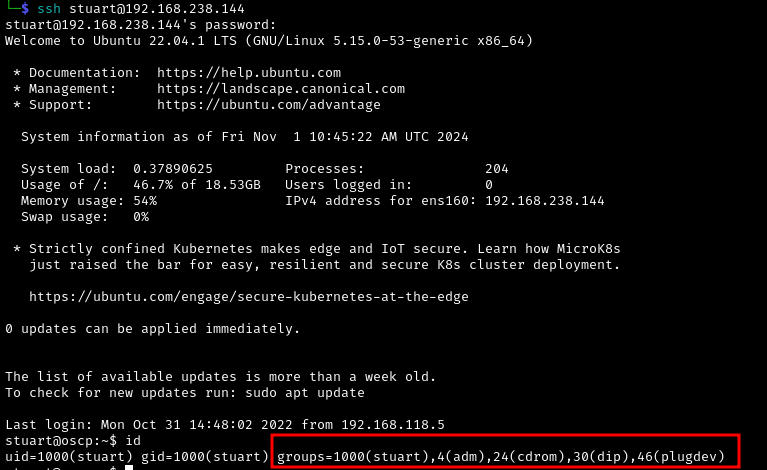 └─$ ssh stuart@192.168.238.144
stuart@192.168.238.144's password:
Welcome to Ubuntu 22.04.1 LTS (GNU/Linux 5.15.0-53-generic x86_64)
* Documentation:  https://help.ubuntu.com
* Management:     https://landscape.canonical.com
* Support:        https://ubuntu.com/advantage
System information as of Fri Nov  1 10:45:22 AM UTC 2024
System load:  0.37890625         Processes:               204
Usage of /:   46.7% of 18.53GB   Users logged in:         0
Memory usage: 54%                IPv4 address for ens160: 192.168.238.144
Swap usage:   0%
* Strictly confined Kubernetes makes edge and IoT secure. Learn how MicroK8s
just raised the bar for easy, resilient and secure K8s cluster deployment.
https://ubuntu.com/engage/secure-kubernetes-at-the-edge
0 updates can be applied immediately.
The list of available updates is more than a week old.
To check for new updates run: sudo apt update
Last login: Mon Oct 31 14:48:02 2022 from 192.168.118.5
stuart@oscp:~$ id
uid=1000(stuart) gid=1000(stuart) groups=1000(stuart),4(adm),24(cdrom),30(dip),46(plugdev)
stuart@oscp:~$